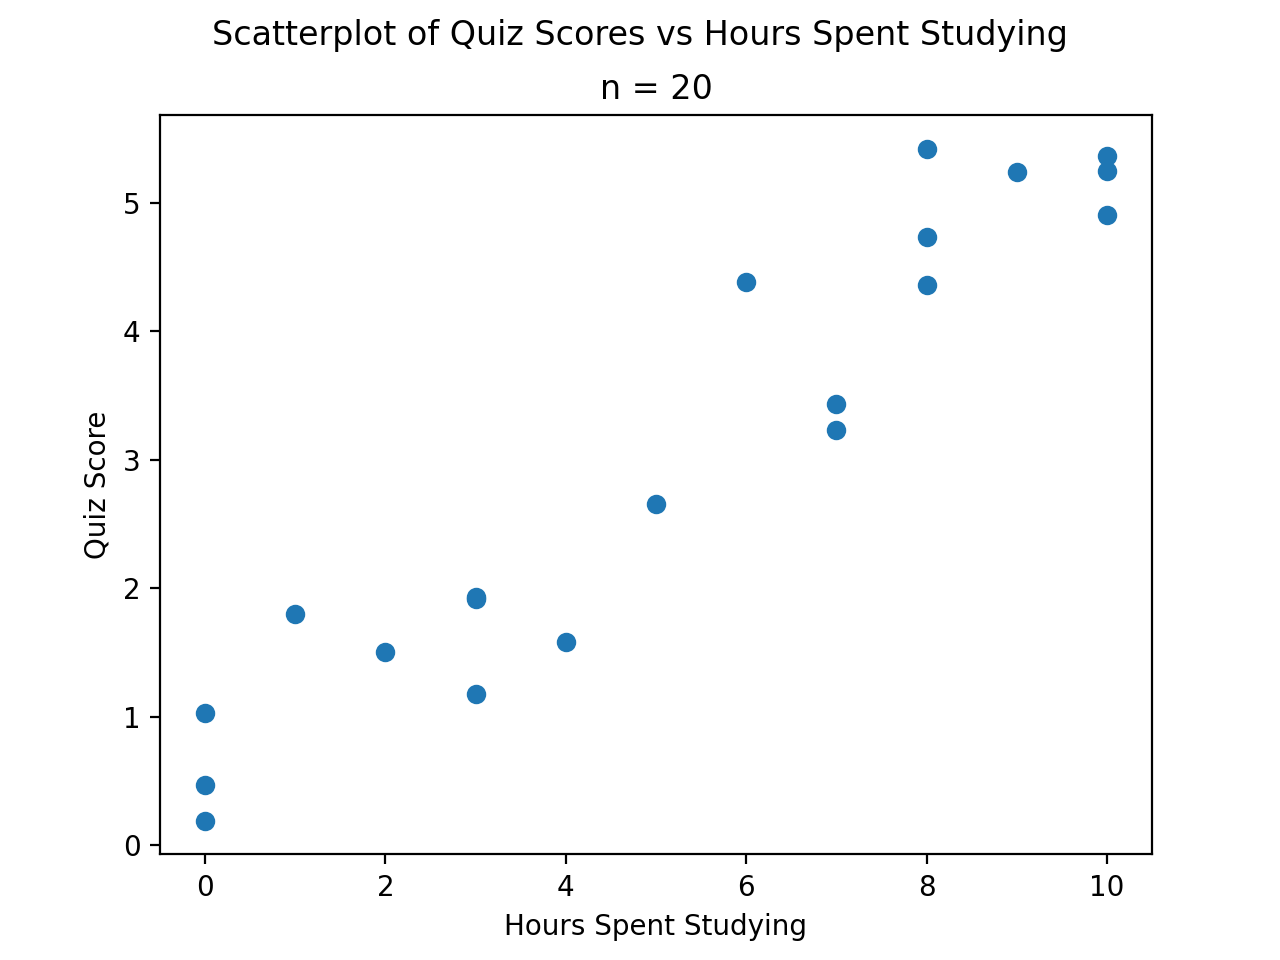 Scatterplot of Quiz Scores vs Hours Spent Studying
n = 20
5
4
3
2
1
0
Quiz Score
0 2 4 6 8 10
Hours Spent Studying